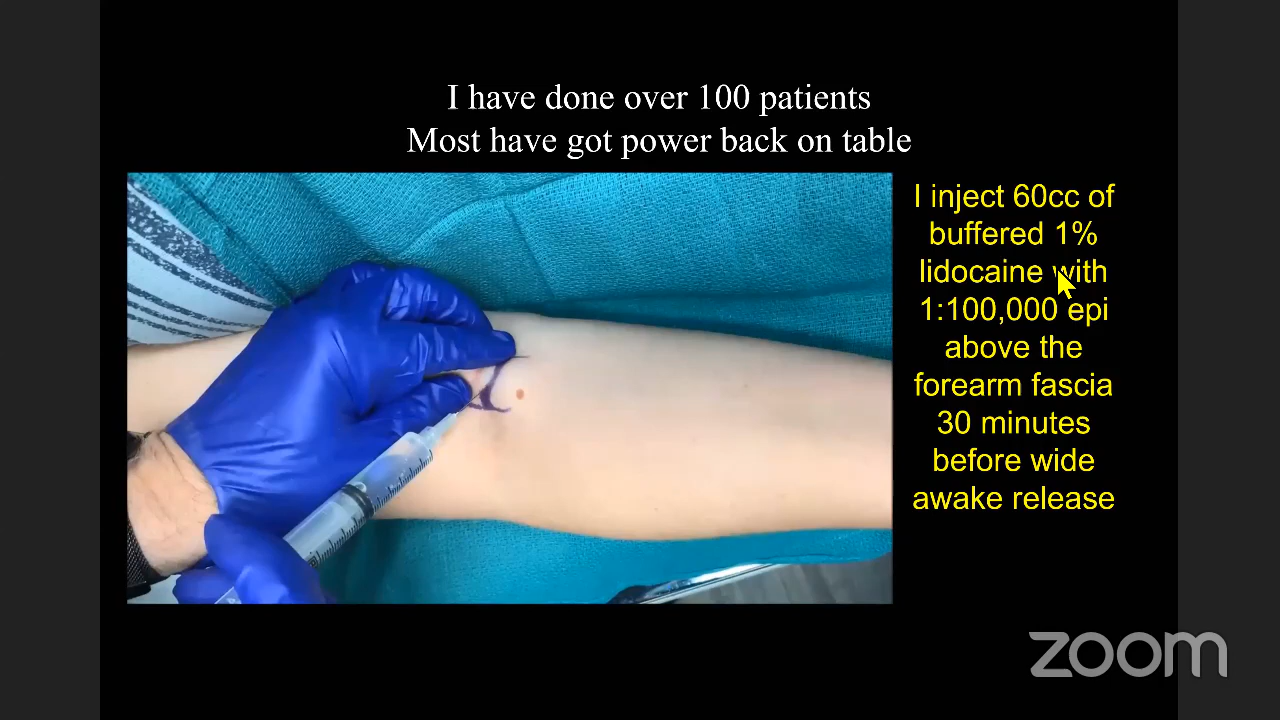 I have done over 100 patients
Most have got power back on table
I inject 60cc of
buffered 1%
lidocaine with
1:100,000 epi
above the
forearm fascia
30 minutes
before wide
awake release
zoom